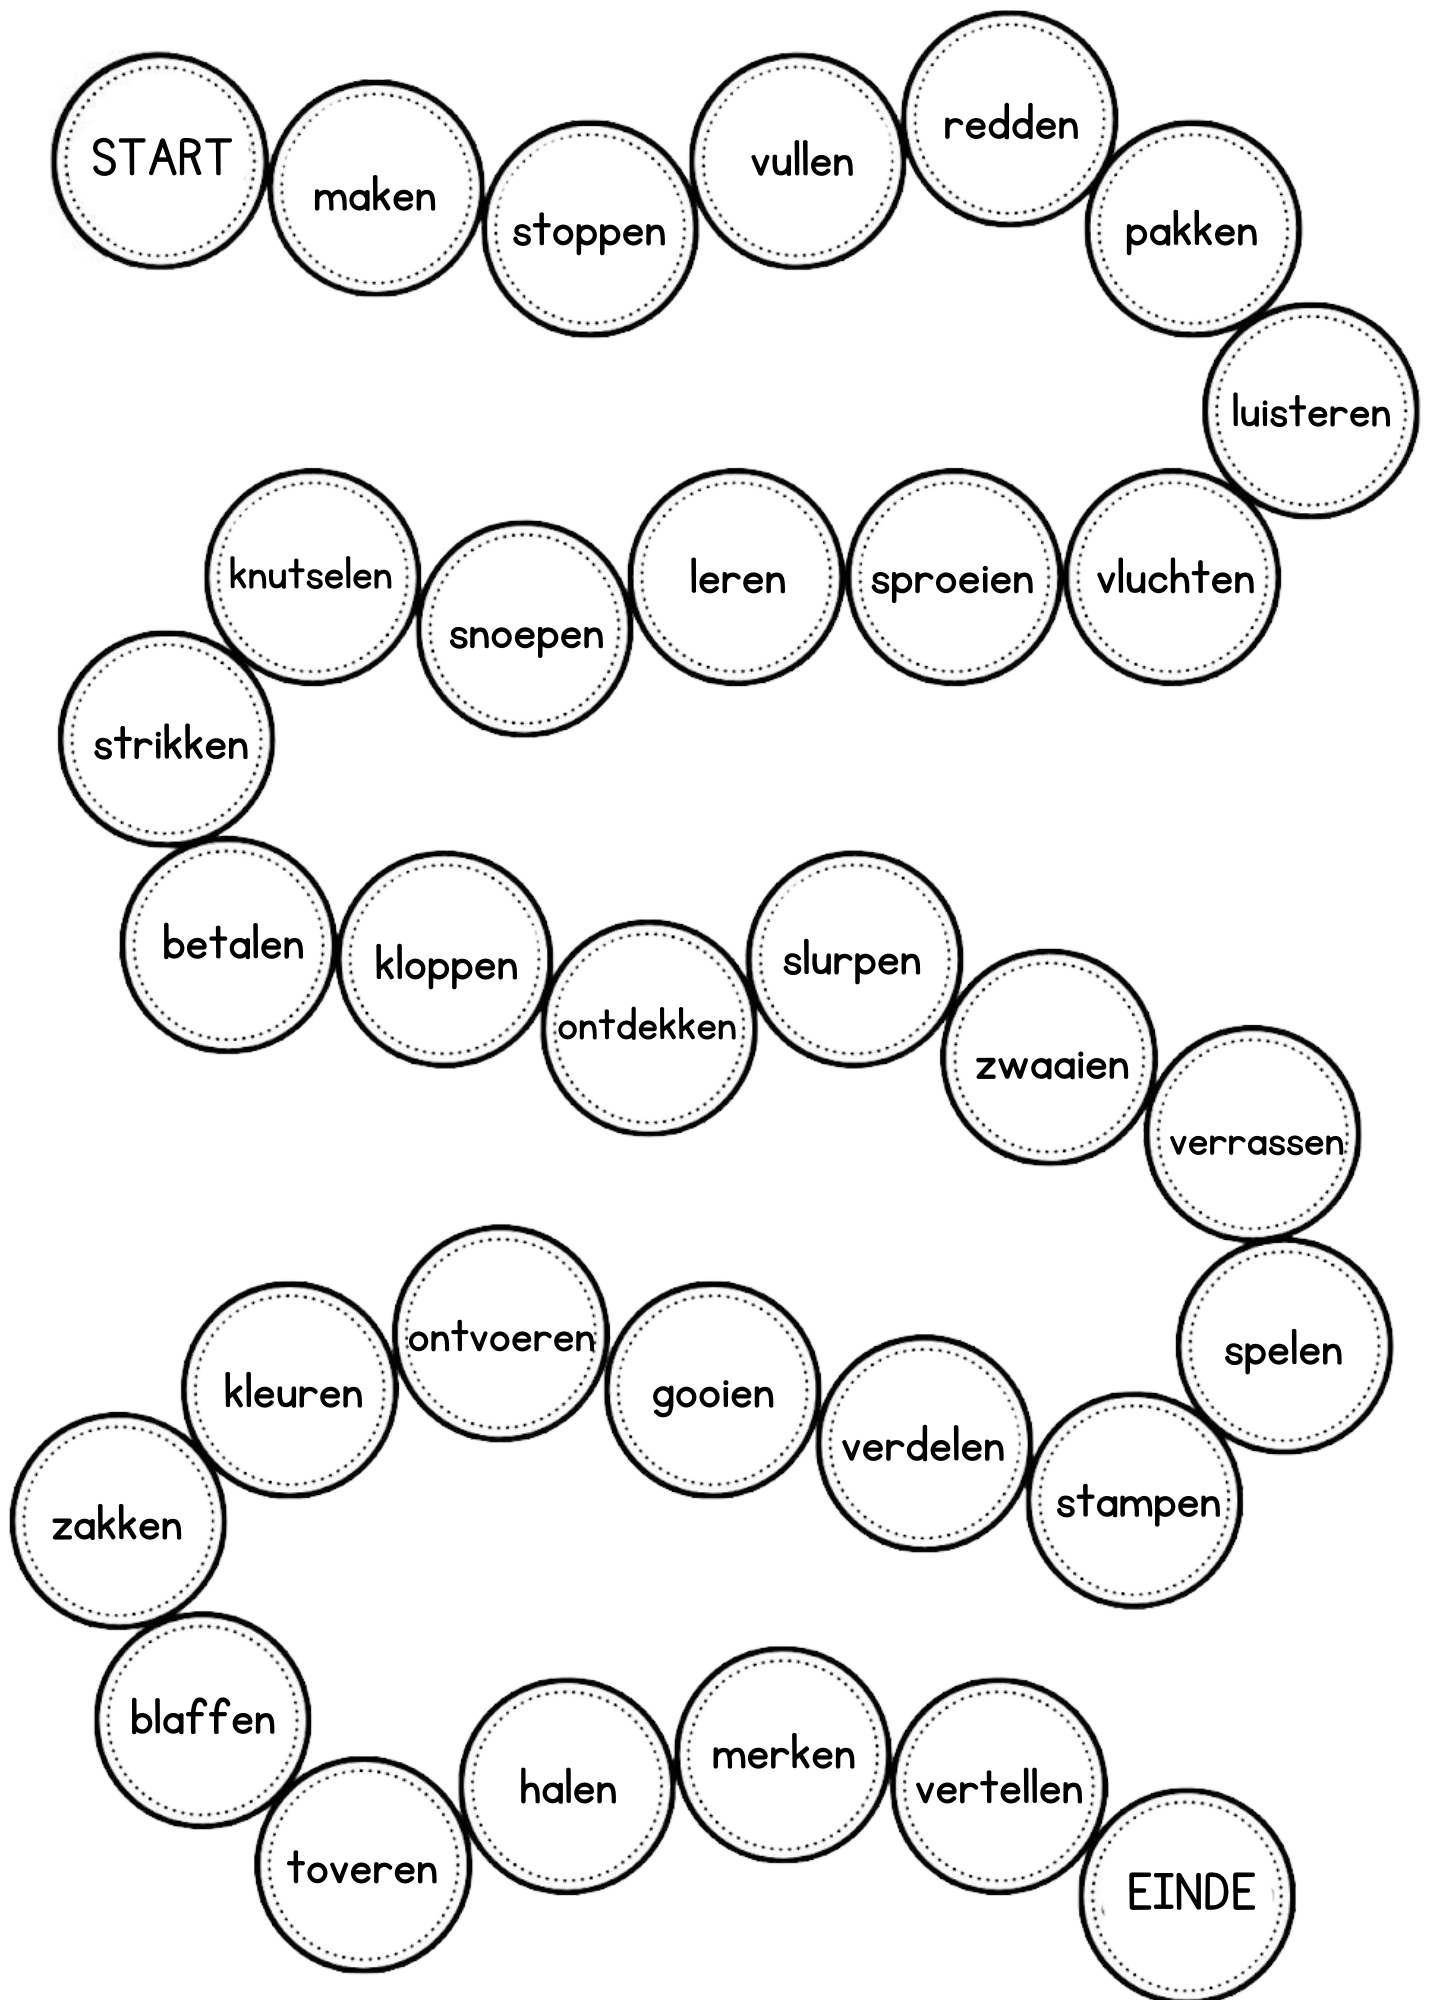 START
maken
stoppen
vullen
redden
pakken
luisteren
vluchten
sproeien
leren
snoepen
knutselen
strikken
betalen
kloppen
ontdekken
slurpen
zwaaien
verrassen
spelen
stampen
verdelen
gooien
ontvoeren
kleuren
zakken
blaffen
toveren
halen
merken
vertellen
EINDE